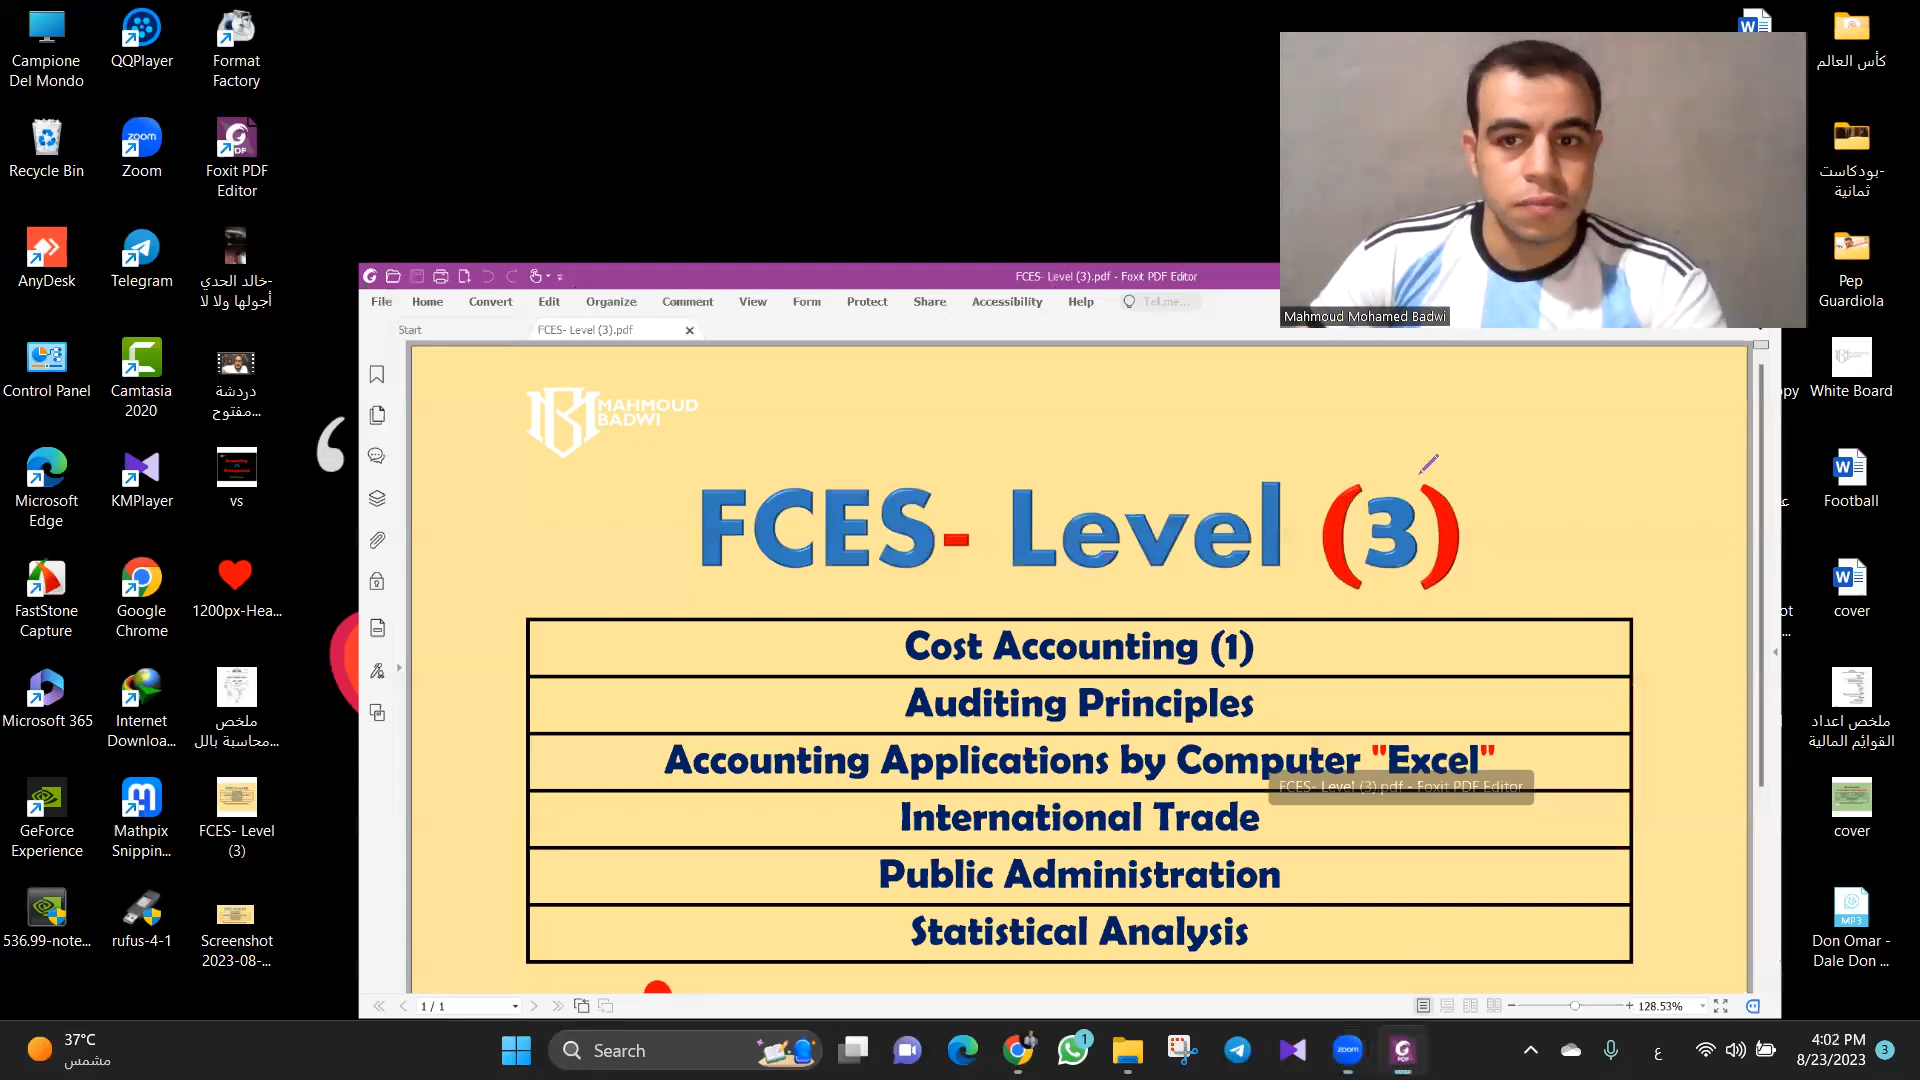 Campione
Del Mondo
QQPlayer
Format
Factory
Recycle Bin
zoom
Zoom
Foxit PDF
Editor
AnyDesk
Telegram
خالد الحدي-
أجولها ولا لا
Control Panel
Camtasia
2020
دردشة
مفتوح...
Microsoft
Edge
KMPlayer
vs
FastStone
Capture
Google
Chrome
1200px-Hea...
Microsoft 365
Internet
Downloa...
ملخص
محاسبة بالل...
GeForce
Experience
Mathpix
Snippin...
FCES- Level
(3)
536.99-note...
rufus-4-1
Screenshot
2023-08-...
كأس العالم
بودكاست-
ثمانية
Pep
Guardiola
White Board
Football
cover
ملخص اعداد
القوائم المالية
cover
MP3
Don Omar -
Dale Don ...
Mahmoud Mohamed Badwi
FCES- Level (3).pdf - Foxit PDF Editor
File Home Convert Edit Organize Comment View Form Protect Share Accessibility Help Tell me...
Start FCES- Level (3).pdf
MAHMOUD
BADWI
FCES- Level (3)
Cost Accounting (1)
Auditing Principles
Accounting Applications by Computer "Excel"
FCES- Level (3).pdf - Foxit PDF Editor
International Trade
Public Administration
Statistical Analysis
1 / 1
128.53%
37°C
مشمس
Search
zoom
1
ع
4:02 PM
8/23/2023
3